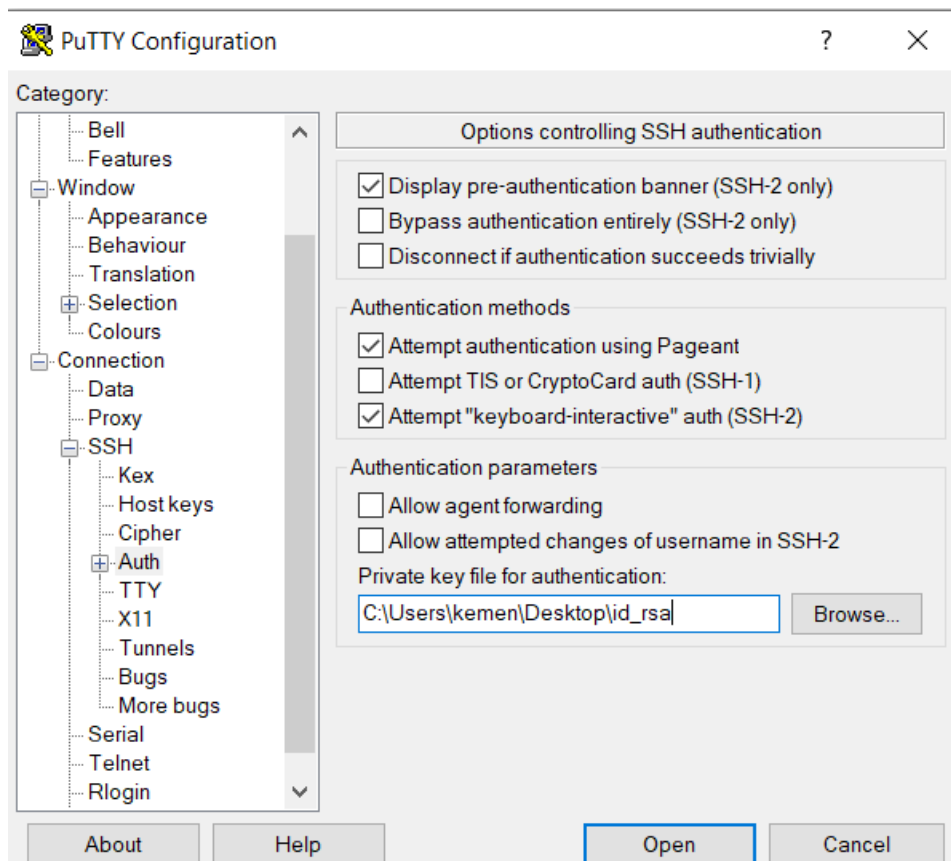 PuTTY Configuration
?
Category:
Bell
Features
Window
Appearance
Behaviour
Translation
Selection
Colours
Connection
Data
Proxy
SSH
Kex
Host keys
Cipher
Auth
TTY
X11
Tunnels
Bugs
More bugs
Serial
Telnet
Rlogin
Options controlling SSH authentication
Display pre-authentication banner (SSH-2 only)
Bypass authentication entirely (SSH-2 only)
Disconnect if authentication succeeds trivially
Authentication methods
Attempt authentication using Pageant
Attempt TIS or CryptoCard auth (SSH-1)
Attempt "keyboard-interactive" auth (SSH-2)
Authentication parameters
Allow agent forwarding
Allow attempted changes of username in SSH-2
Private key file for authentication:
C:\Users\kemen\Desktop\id_rsa
Browse...
About
Help
Open
Cancel